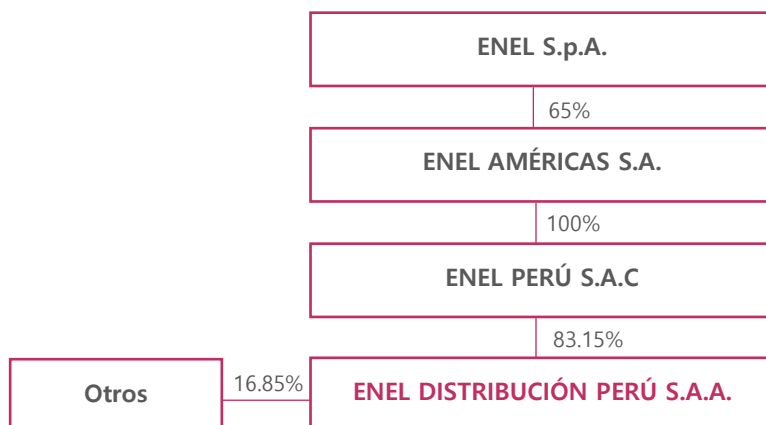 ENEL S.p.A.
65%
ENEL AMÉRICAS S.A.
100%
ENEL PERÚ S.A.C
83.15%
Otros
16.85%
ENEL DISTRIBUCIÓN PERÚ S.A.A.